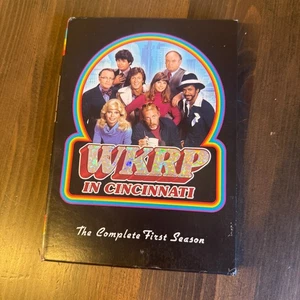 WKRP
IN CINCINNATI
The Complete First Season